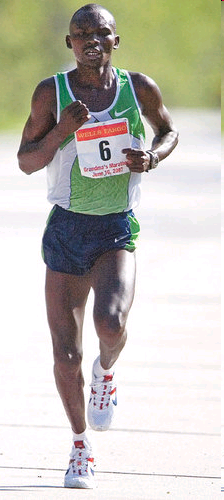 WELLS FARGO
6
Grandma's Marathon
June 16, 2007